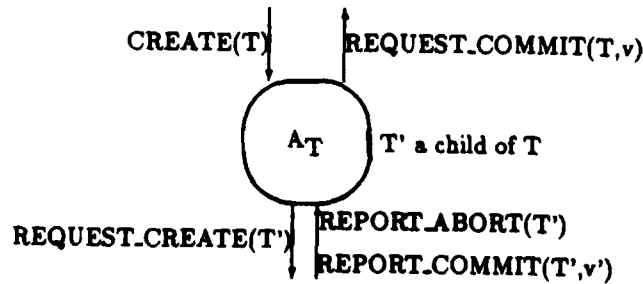 CREATE(T)
REQUEST_COMMIT(T,v)
A_T
T' a child of T
REQUEST_CREATE(T')
REPORT_ABORT(T')
REPORT_COMMIT(T',v')